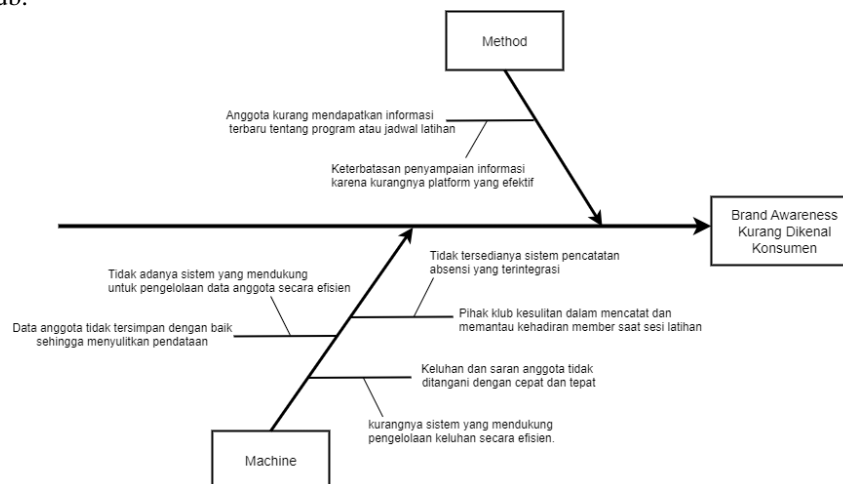 Method
Anggota kurang mendapatkan informasi
terbaru tentang program atau jadwal latihan
Keterbatasan penyampaian informasi
karena kurangnya platform yang efektif
Brand Awareness
Kurang Dikenal
Konsumen
Tidak tersedianya sistem pencatatan
absensi yang terintegrasi
Tidak adanya sistem yang mendukung
untuk pengelolaan data anggota secara efisien
Pihak klub kesulitan dalam mencatat dan
memantau kehadiran member saat sesi latihan
Data anggota tidak tersimpan dengan baik
sehingga menyulitkan pendataan
Keluhan dan saran anggota tidak
ditangani dengan cepat dan tepat
kurangnya sistem yang mendukung
pengelolaan keluhan secara efisien.
Machine